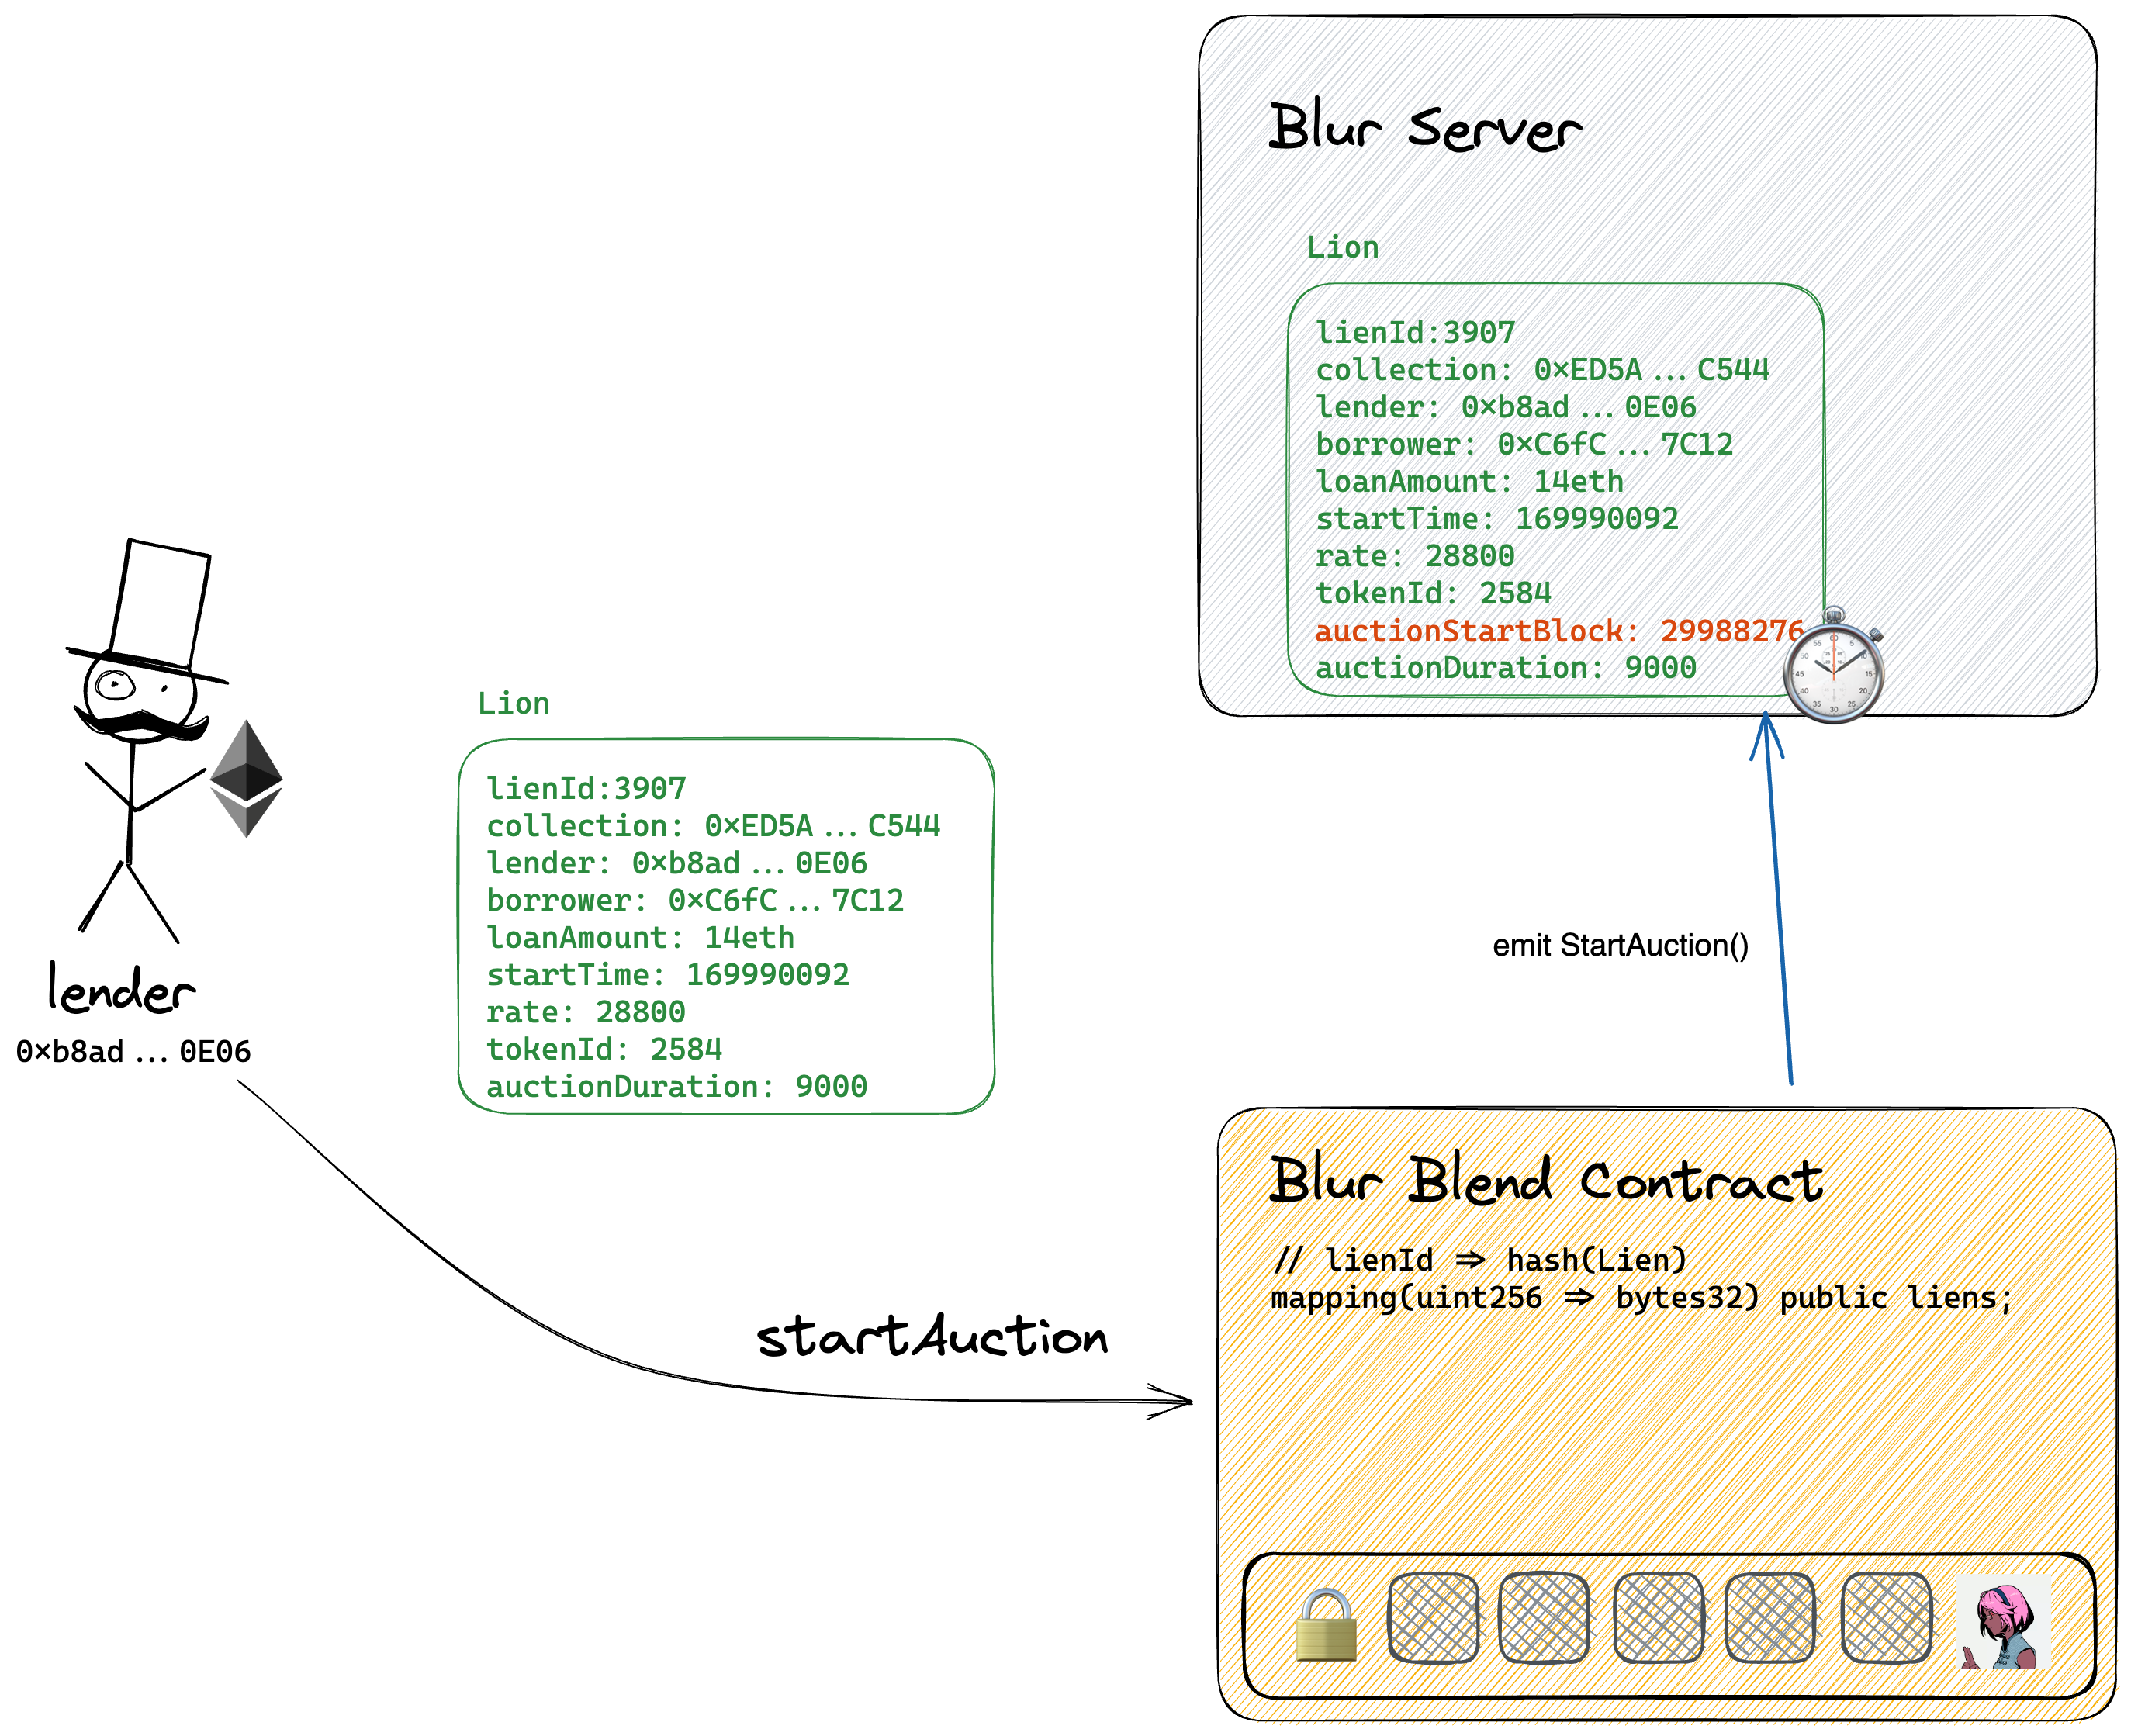 Blur Server
Lion
lienId:3907
collection: 0×ED5A ... C544
lender: 0×b8ad ... 0E06
borrower: 0×C6fC ... 7C12
loanAmount: 14eth
startTime: 169990092
rate: 28800
tokenId: 2584
auctionStartBlock: 29988276
auctionDuration: 9000
Lion
lienId:3907
collection: 0×ED5A ... C544
lender: 0×b8ad ... 0E06
borrower: 0×C6fC ... 7C12
loanAmount: 14eth
startTime: 169990092
rate: 28800
tokenId: 2584
auctionDuration: 9000
lender
0×b8ad ... 0E06
emit StartAuction()
startAuction
Blur Blend Contract
// lienId ⇒ hash(Lien)
mapping(uint256 ⇒ bytes32) public liens;